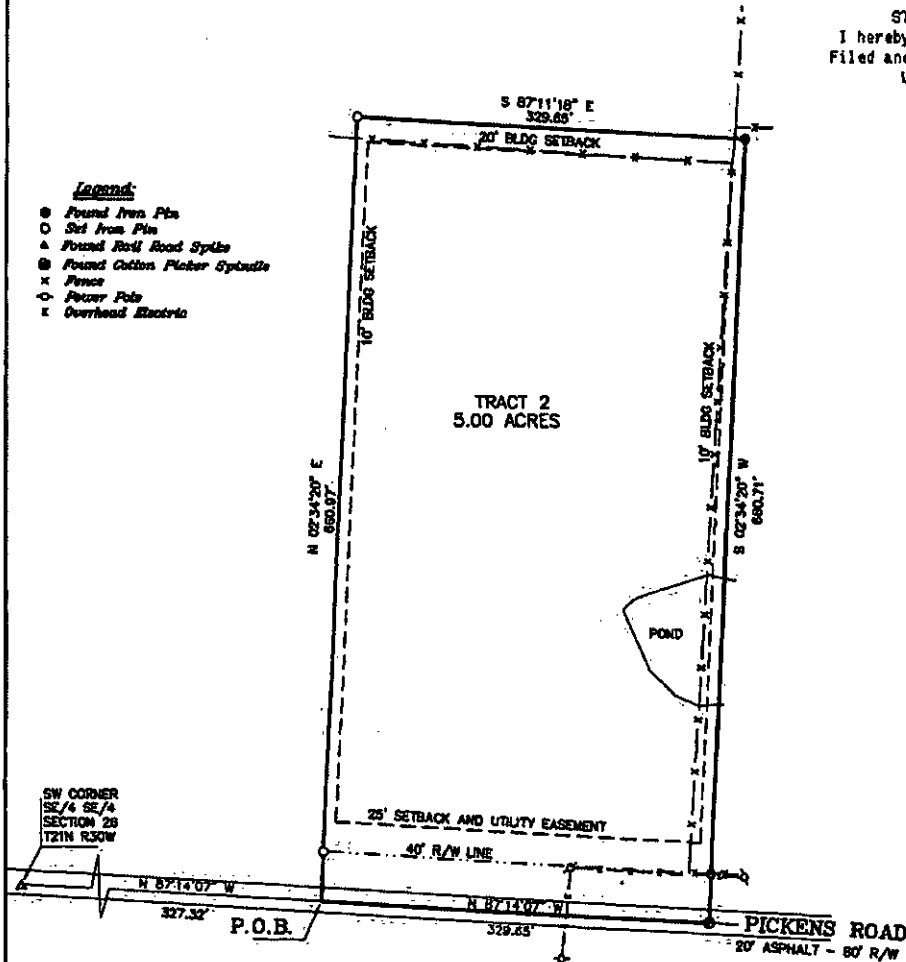 ST
I hereby
Filed and
S 87°11'18" E
329.65'
20' BLDG SETBACK
Legend:
Found Iron Pin
Set Iron Pin
Found Rail Road Spike
Found Cotton Picker Spindle
Fence
Power Pole
Overhead Electric
10' BLDG SETBACK
10' BLDG SETBACK
TRACT 2
5.00 ACRES
N 02°34'20" E
660.97'
S 02°34'20" W
660.71'
POND
25' SETBACK AND UTILITY EASEMENT
SW CORNER
SE/4 SE/4
SECTION 26
T21N R30W
40' R/W LINE
N 87°14'07" W
327.32'
P.O.B.
N 87°14'07" W
329.65'
PICKENS ROAD
20' ASPHALT - 80' R/W